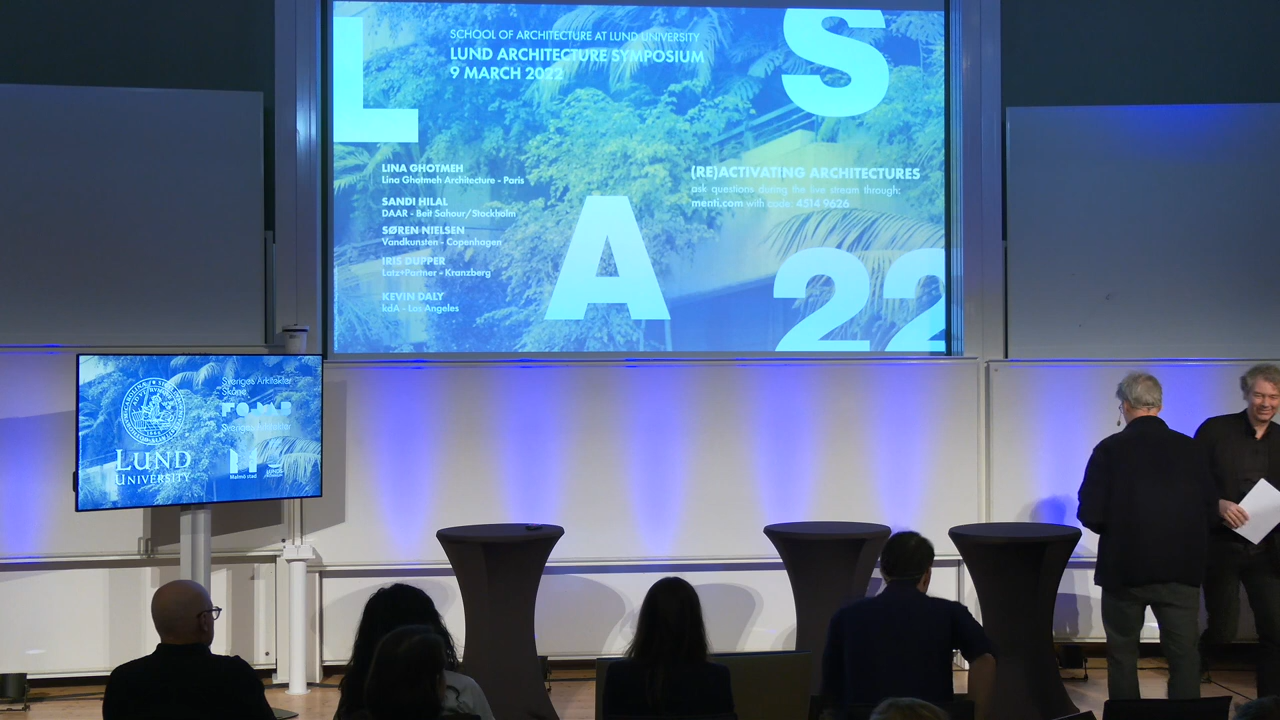 L
S
SCHOOL OF ARCHITECTURE AT LUND UNIVERSITY
LUND ARCHITECTURE SYMPOSIUM
9 MARCH 2022
LINA GHOTMEH
Lina Ghotmeh Architecture - Paris
SANDI HILAL
DAAR - Beit Sahour/Stockholm
SØREN NIELSEN
Vandkunsten - Copenhagen
IRIS DUPPER
Latz+Partner - Kranzberg
KEVIN DALY
kdA - Los Angeles
(RE)ACTIVATING ARCHITECTURES
ask questions during the live stream through:
menti.com with code: 4514 9626
A
22
LUND
UNIVERSITY
Sveriges Arkitekter
Skåne
Sveriges Arkitekter
Malmö stad